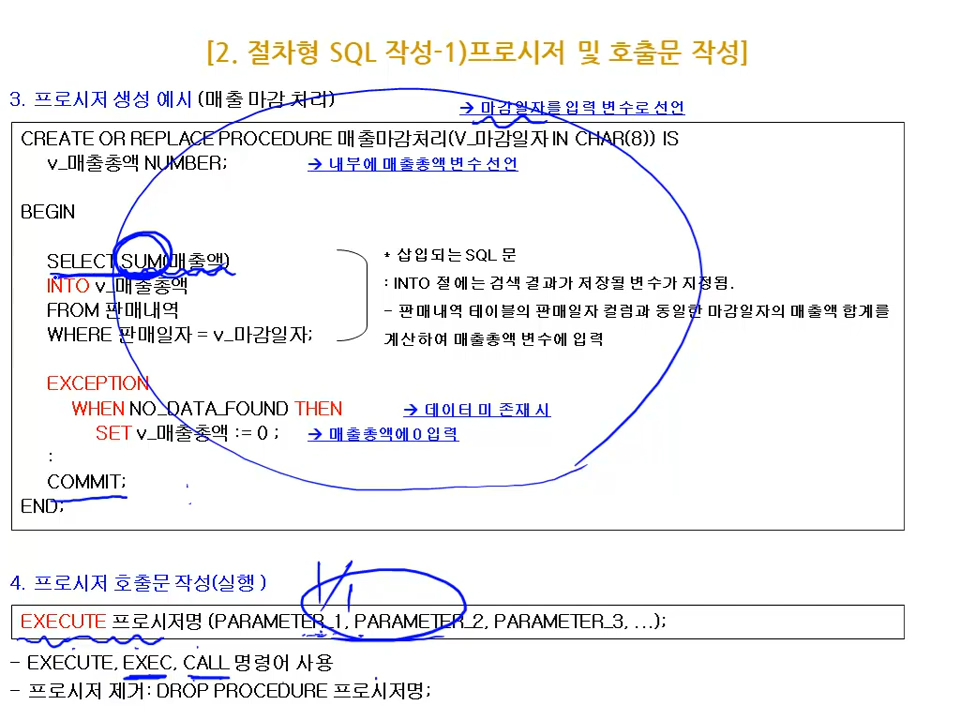 [2. 절차형 SQL 작성-1)프로시저 및 호출문 작성]
3. 프로시저 생성 예시 (매출 마감 처리)
→ 마감일자를 입력 변수로 선언
CREATE OR REPLACE PROCEDURE 매출마감처리(V_마감일자 IN CHAR(8)) IS
v_매출총액 NUMBER; → 내부에 매출총액 변수 선언
BEGIN
SELECT SUM(매출액)
INTO v_매출총액
FROM 판매내역
WHERE 판매일자 = v_마감일자;
* 삽입되는 SQL 문
: INTO 절에는 검색 결과가 저장될 변수가 지정됨.
- 판매내역 테이블의 판매일자 컬럼과 동일한 마감일자의 매출액 합계를
계산하여 매출총액 변수에 입력
EXCEPTION
WHEN NO_DATA_FOUND THEN → 데이터 미 존재 시
SET v_매출총액 := 0 ; → 매출총액에 0 입력
:
COMMIT;
END;
4. 프로시저 호출문 작성(실행 )
1/1
EXECUTE 프로시저명 (PARAMETER_1, PARAMETER_2, PARAMETER_3, ...);
- EXECUTE, EXEC, CALL 명령어 사용
- 프로시저 제거: DROP PROCEDURE 프로시저명;